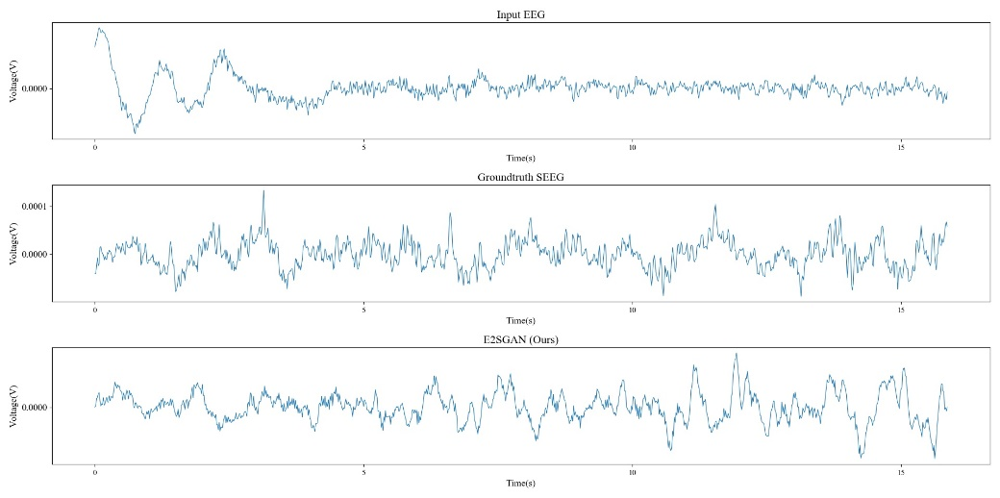 Input EEG
Voltage(V)
0.0000
0 5 10 15
Time(s)
Groundtruth SEEG
Voltage(V)
0.0001
0.0000
0 5 10 15
Time(s)
E2SGAN (Ours)
Voltage(V)
0.0000
0 5 10 15
Time(s)